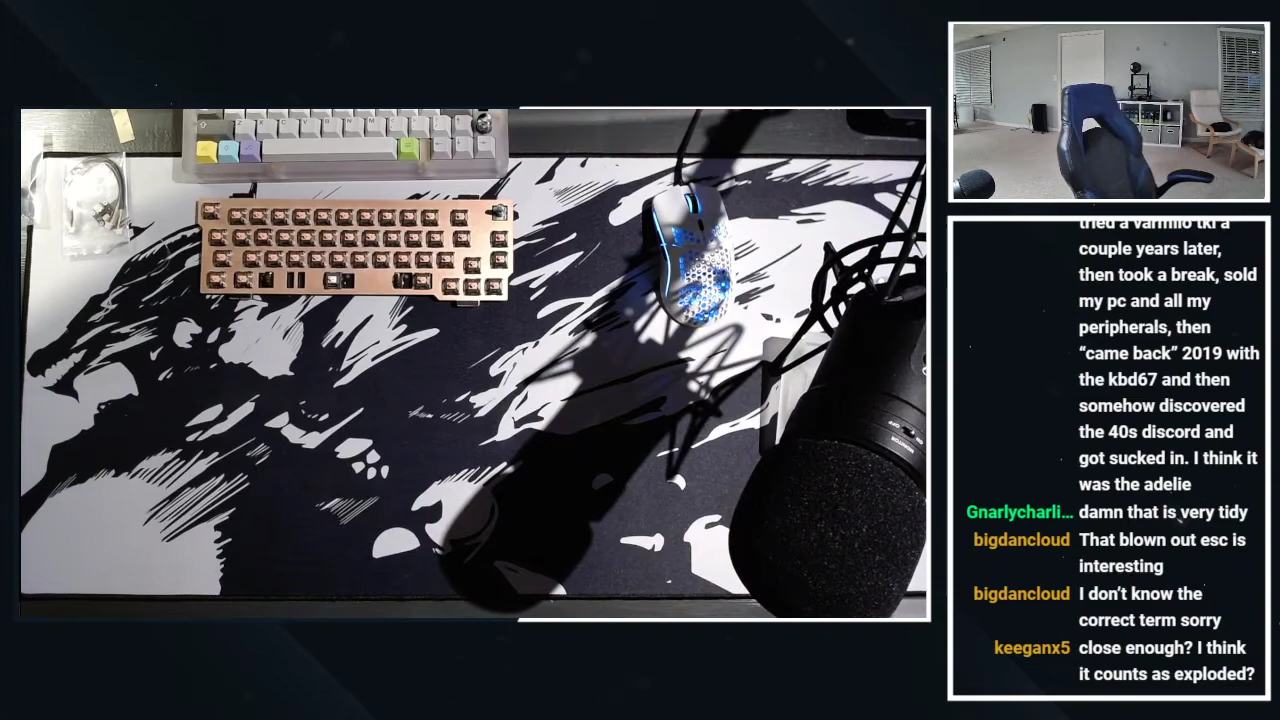 tried a varmilo tkl a
couple years later,
then took a break, sold
my pc and all my
peripherals, then
“came back” 2019 with
the kbd67 and then
somehow discovered
the 40s discord and
got sucked in. I think it
was the adelie
Gnarlycharli... damn that is very tidy
bigdancloud That blown out esc is
interesting
bigdancloud I don’t know the
correct term sorry
keeganx5 close enough? I think
it counts as exploded?